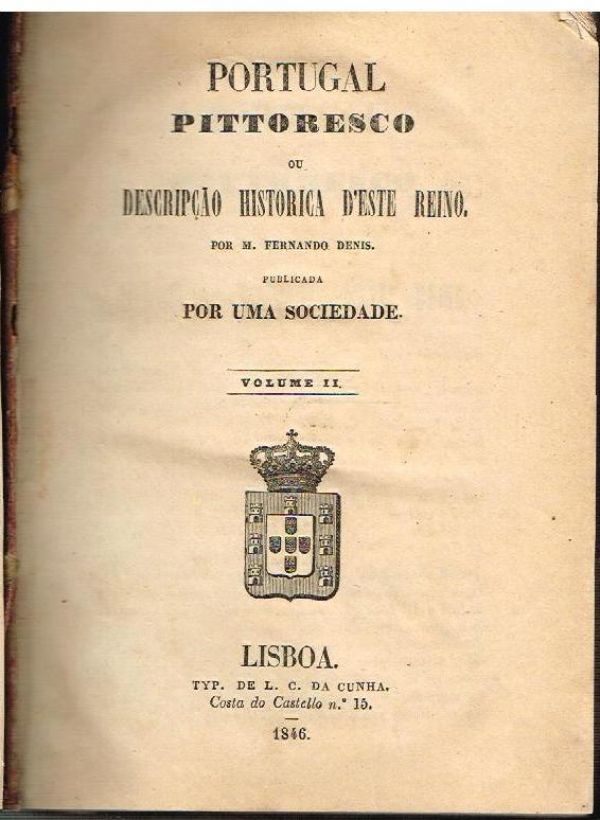 PORTUGAL
PITTORESCO
OU
DESCRIPÇÃO HISTORICA D'ESTE REINO.
POR M. FERNANDO DENIS.
PUBLICADA
POR UMA SOCIEDADE.
VOLUME II.
LISBOA.
TYP. DE L. C. DA CUNHA.
Costa do Castello n.º 15.
1846.